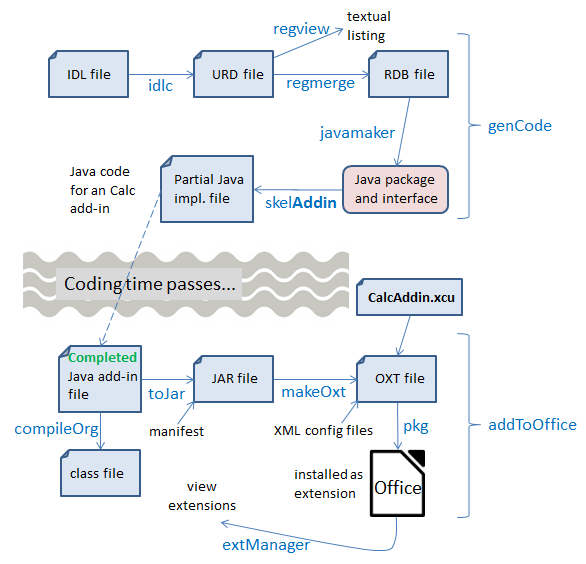 regview
textual
listing
IDL file
idlc
URD file
regmerge
RDB file
genCode
javamaker
Java code
for an Calc
add-in
Partial Java
impl. file
skelAddin
Java package
and interface
Coding time passes...
CalcAddin.xcu
Completed
Java add-in
file
toJar
JAR file
makeOxt
OXT file
compileOrg
manifest
XML config files
pkg
addToOffice
class file
view
extensions
installed as
extension
Office
extManager